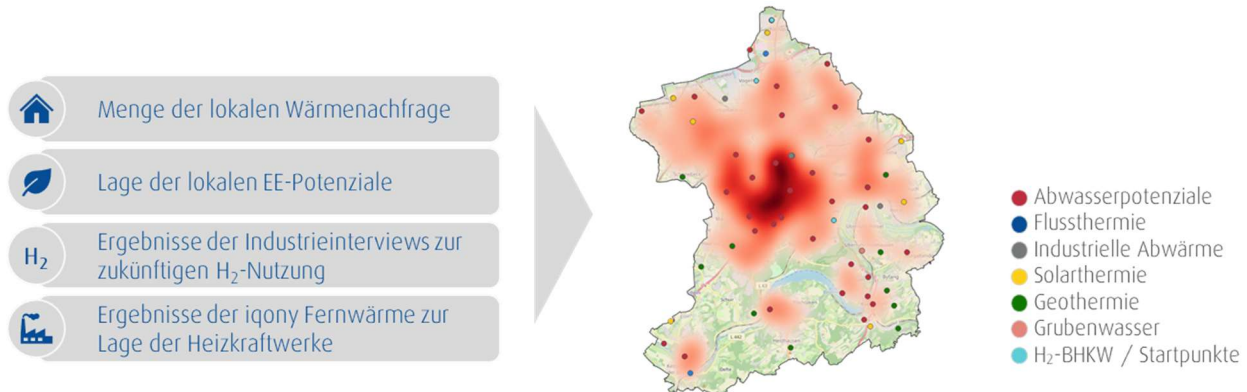 Menge der lokalen Wärmenachfrage
Lage der lokalen EE-Potenziale
H₂
Ergebnisse der Industrieinterviews zur
zukünftigen H₂-Nutzung
Ergebnisse der iqony Fernwärme zur
Lage der Heizkraftwerke
Abwasserpotenziale
Flussthermie
Industrielle Abwärme
Solarthermie
Geothermie
Grubenwasser
H₂-BHKW / Startpunkte